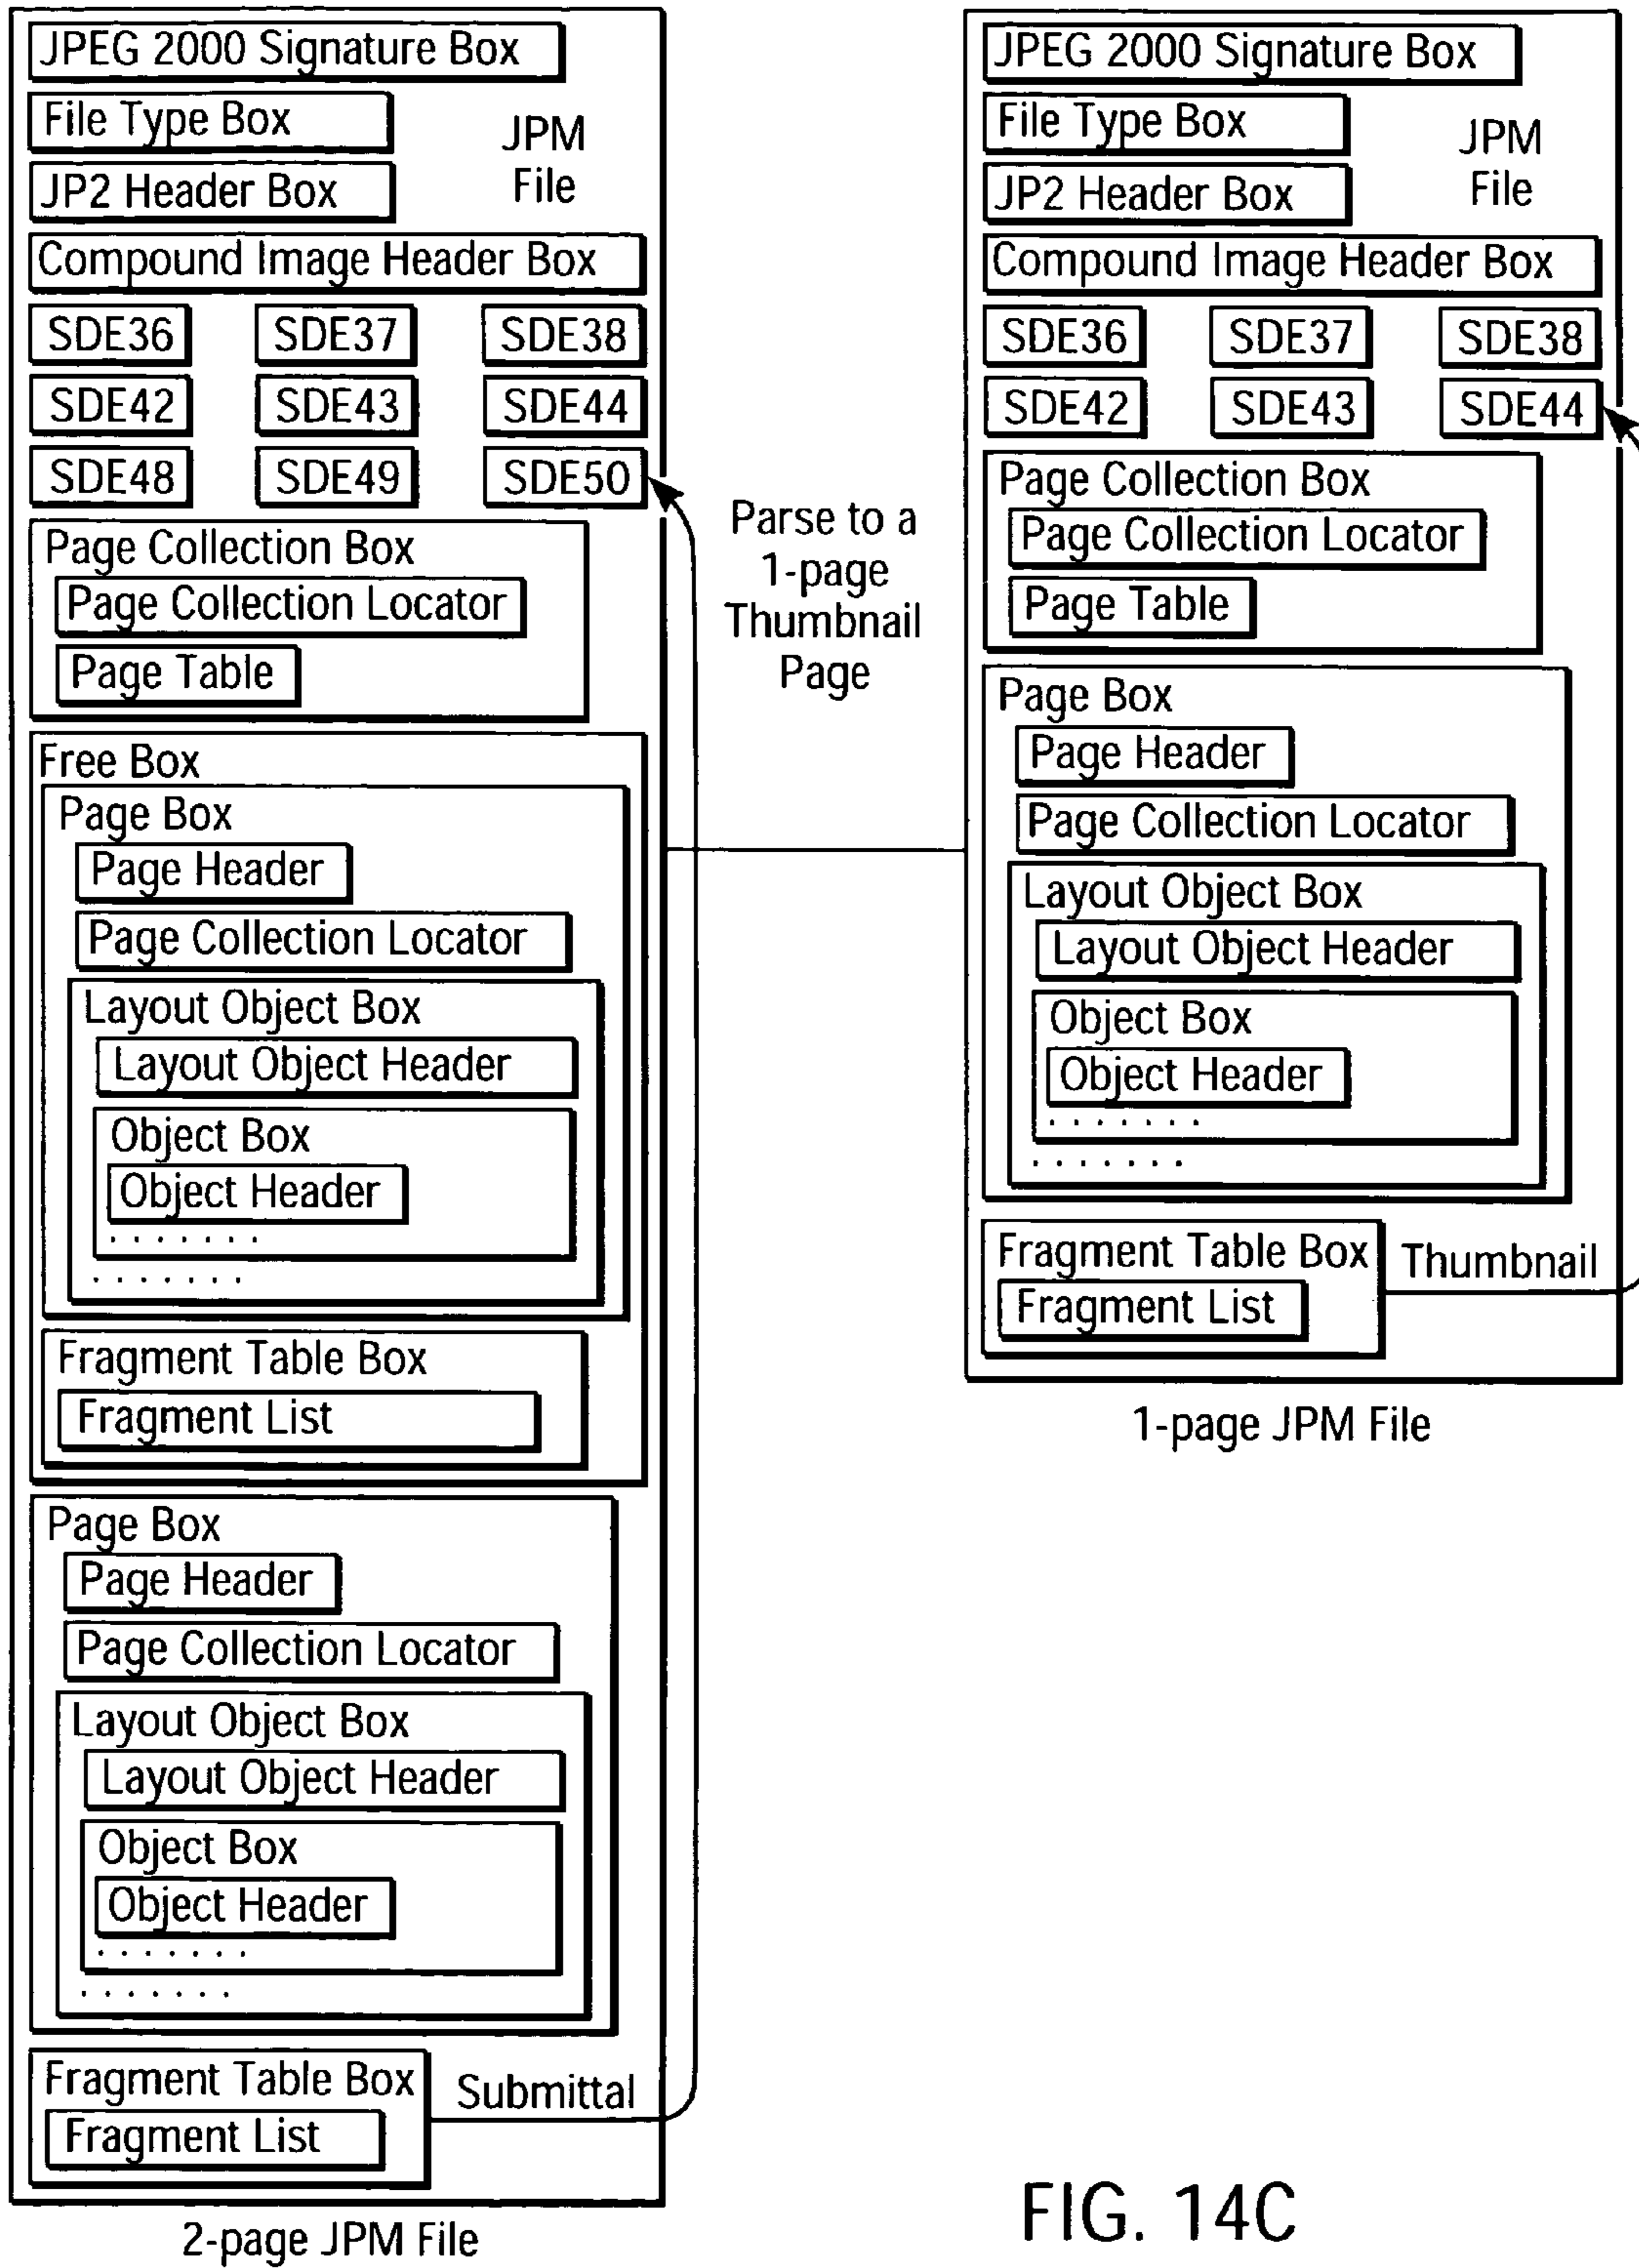 JPEG 2000 Signature Box
File Type Box
JPM
File
JP2 Header Box
Compound Image Header Box
SDE36 SDE37 SDE38
SDE42 SDE43 SDE44
SDE48 SDE49 SDE50
Page Collection Box
Page Collection Locator
Page Table
Free Box
Page Box
Page Header
Page Collection Locator
Layout Object Box
Layout Object Header
Object Box
Object Header
. . . . . . .
. . . . . . .
Fragment Table Box
Fragment List
Page Box
Page Header
Page Collection Locator
Layout Object Box
Layout Object Header
Object Box
Object Header
. . . . . . .
. . . . . . .
Fragment Table Box
Submittal
Fragment List
2-page JPM File
Parse to a
1-page
Thumbnail
Page
JPEG 2000 Signature Box
File Type Box
JPM
File
JP2 Header Box
Compound Image Header Box
SDE36 SDE37 SDE38
SDE42 SDE43 SDE44
Page Collection Box
Page Collection Locator
Page Table
Page Box
Page Header
Page Collection Locator
Layout Object Box
Layout Object Header
Object Box
Object Header
. . . . . . .
. . . . . . .
Fragment Table Box
Thumbnail
Fragment List
1-page JPM File
FIG. 14C